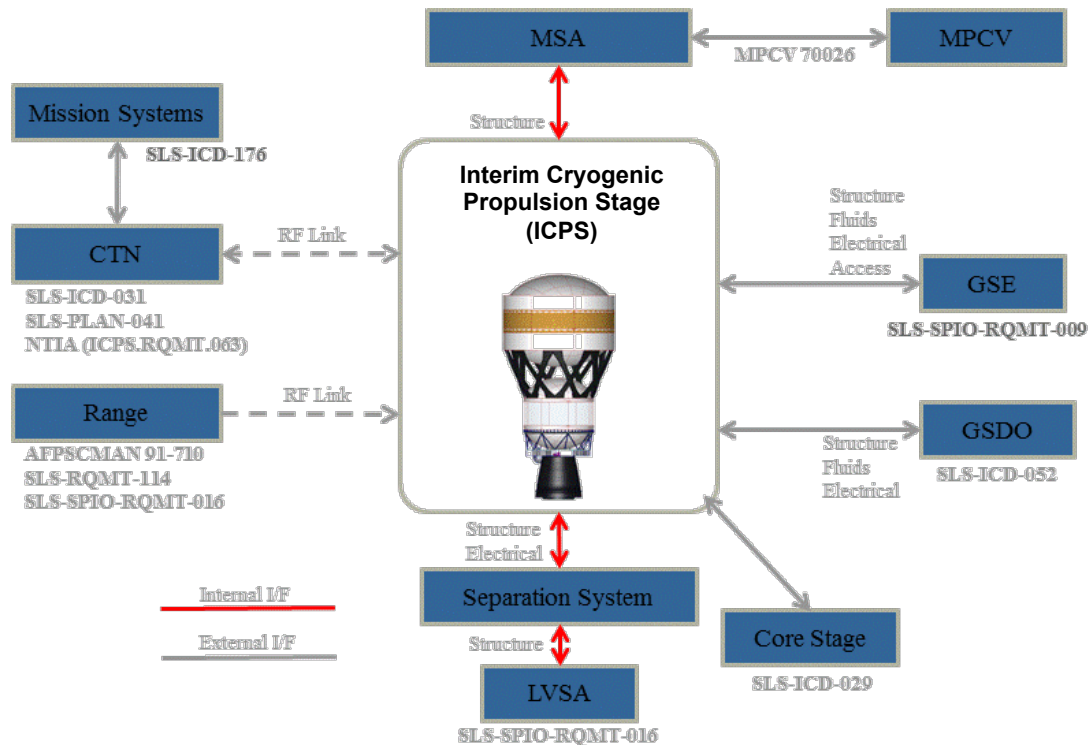 MSA
MPCV 70026
MPCV
Structure
Mission Systems
SLS-ICD-176
CTN
RF Link
SLS-ICD-031
SLS-PLAN-041
NTIA (ICPS.RQMT.063)
Range
RF Link
AFPSCMAN 91-710
SLS-RQMT-114
SLS-SPIO-RQMT-016
Interim Cryogenic
Propulsion Stage
(ICPS)
Structure
Fluids
Electrical
Access
GSE
SLS-SPIO-RQMT-009
GSDO
SLS-ICD-052
Structure
Fluids
Electrical
Structure
Electrical
Separation System
Structure
LVSA
SLS-SPIO-RQMT-016
Core Stage
SLS-ICD-029
Internal I/F
External I/F